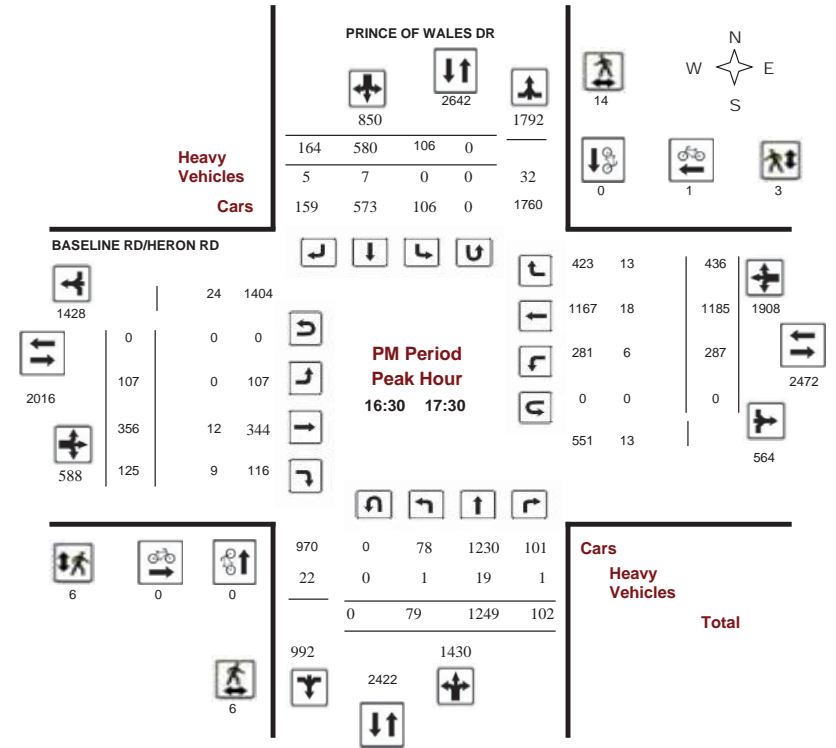 PRINCE OF WALES DR
N
W E
S
2642
850
1792
14
164 580 106 0
Heavy
Vehicles
5 7 0 0 32
Cars
159 573 106 0 1760
0 1 3
BASELINE RD/HERON RD
1428
24 1404
423 13 436
1167 18 1185 1908
0 0 0
2016
107 0 107
281 6 287
2472
356 12 344
0 0 0
588
125 9 116
551 13
564
PM Period
Peak Hour
16:30 17:30
970 0 78 1230 101
Cars
22 0 1 19 1
Heavy
Vehicles
0 79 1249 102
Total
6 0 0
992
1430
2422
6